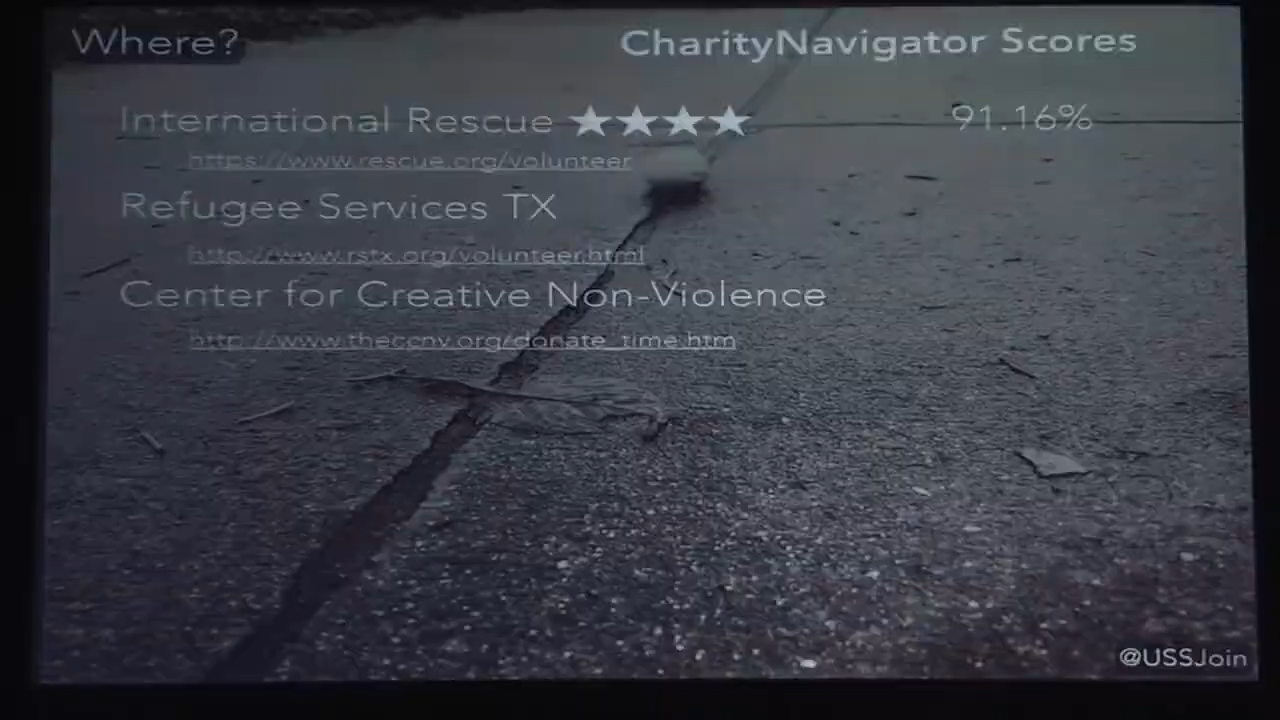 Where?
CharityNavigator Scores
International Rescue ★★★★ 91.16%
https://www.rescue.org/volunteer
Refugee Services TX
http://www.rstx.org/volunteer.html
Center for Creative Non-Violence
http://www.theccnv.org/donate_time.htm
@USSJoin